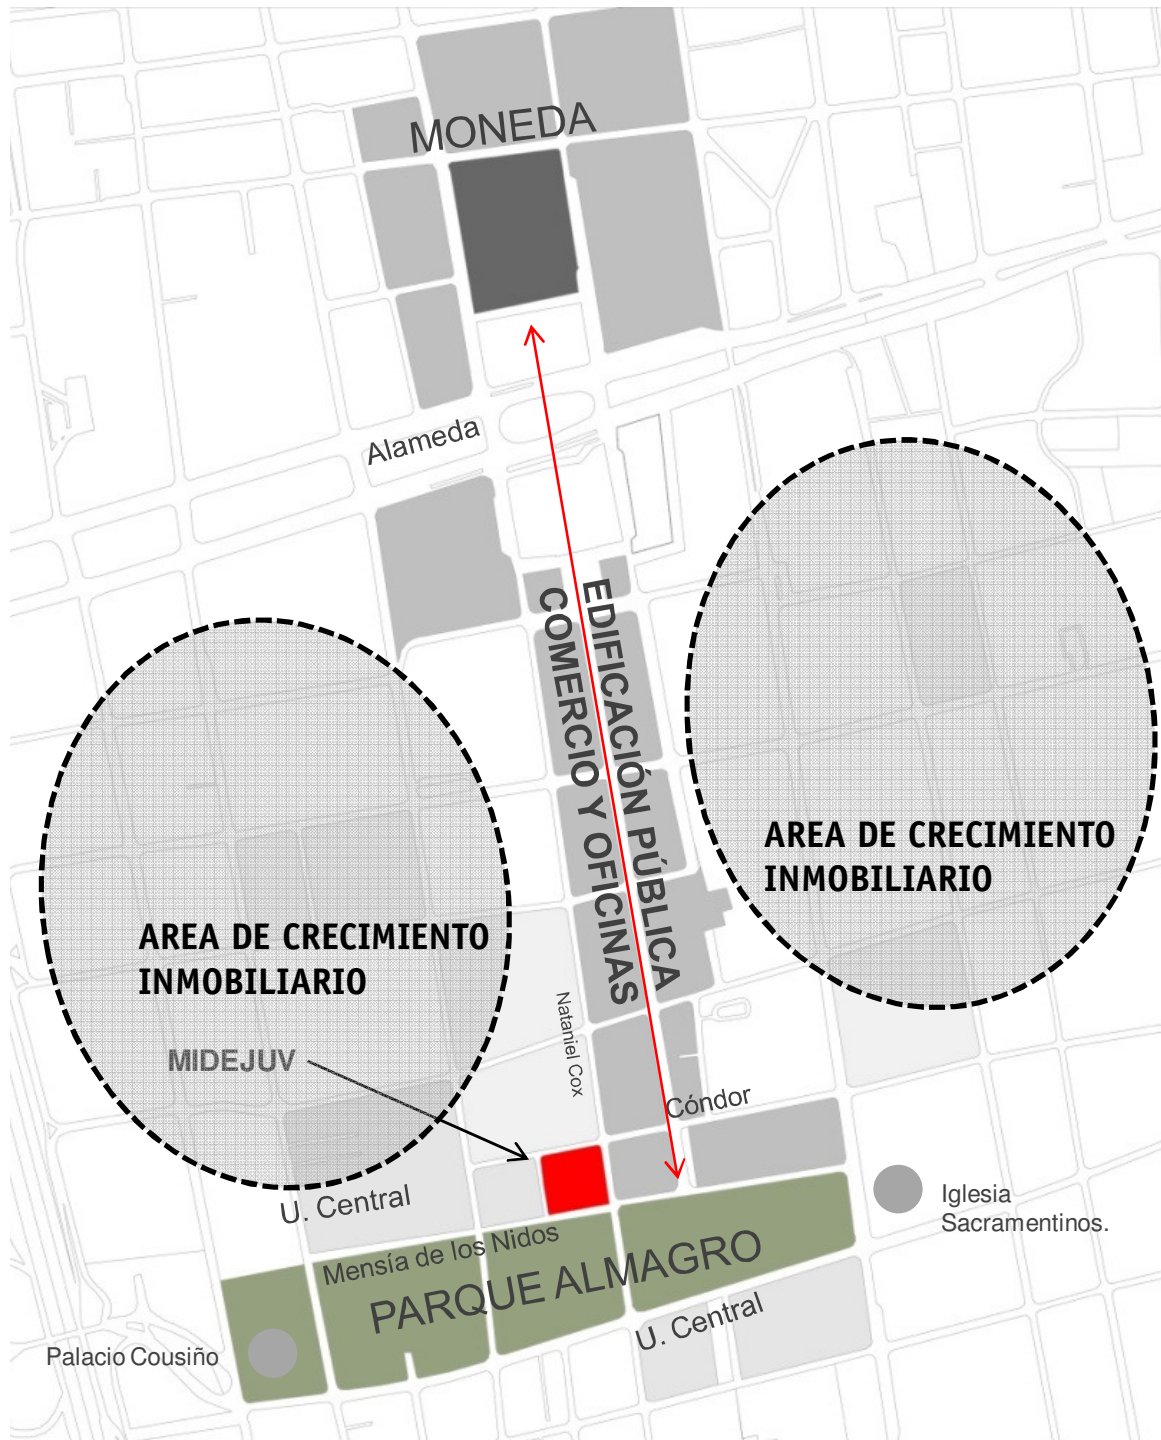 MONEDA
Alameda
EDIFICACIÓN PÚBLICA
COMERCIO Y OFICINAS
AREA DE CRECIMIENTO
INMOBILIARIO
AREA DE CRECIMIENTO
INMOBILIARIO
Nataniel Cox
MIDEJUV
Cóndor
U. Central
Iglesia
Sacramentinos.
Mensía de los Nidos
PARQUE ALMAGRO
U. Central
Palacio Cousiño